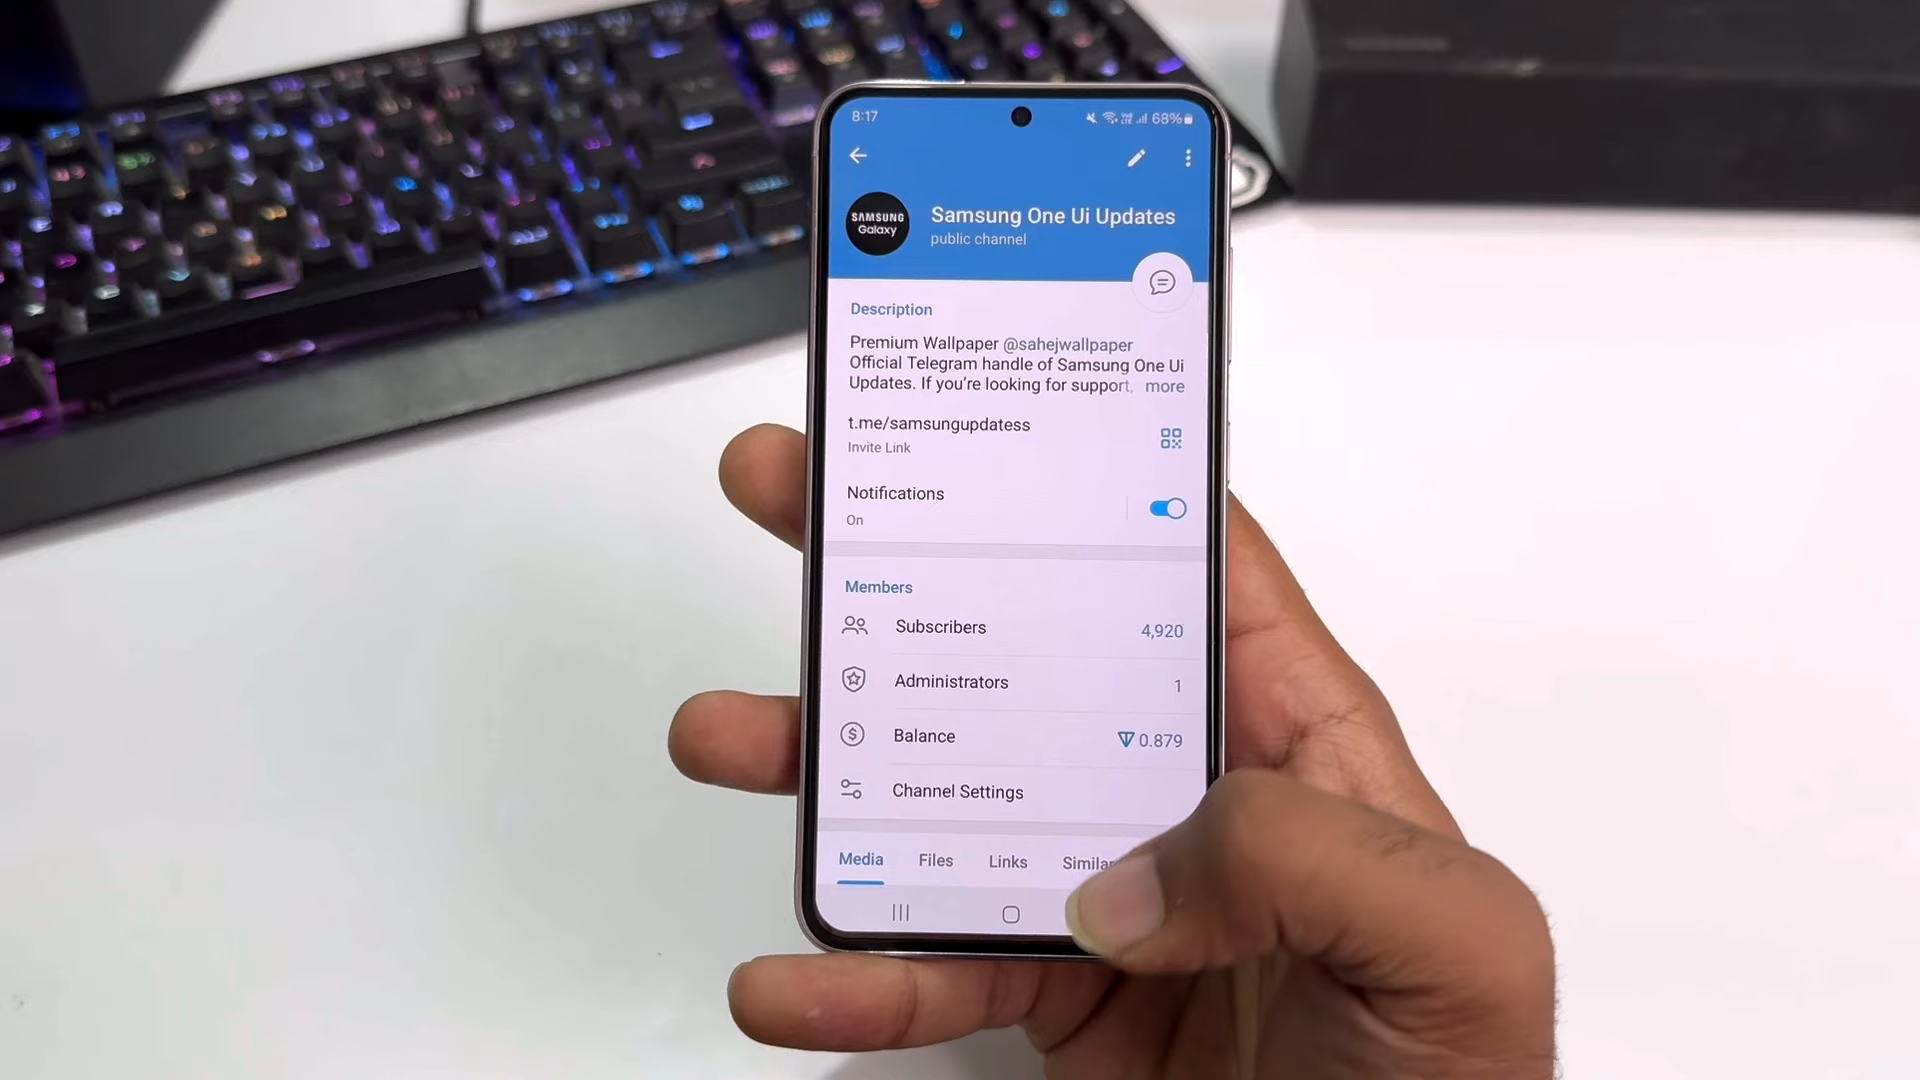 8:17
68%
SAMSUNG
Galaxy
Samsung One Ui Updates
public channel
Description
Premium Wallpaper @sahejwallpaper
Official Telegram handle of Samsung One Ui
Updates. If you're looking for support, more
t.me/samsungupdatess
Invite Link
Notifications
On
Members
Subscribers 4,920
Administrators 1
Balance 0.879
Channel Settings
Media Files Links Similar